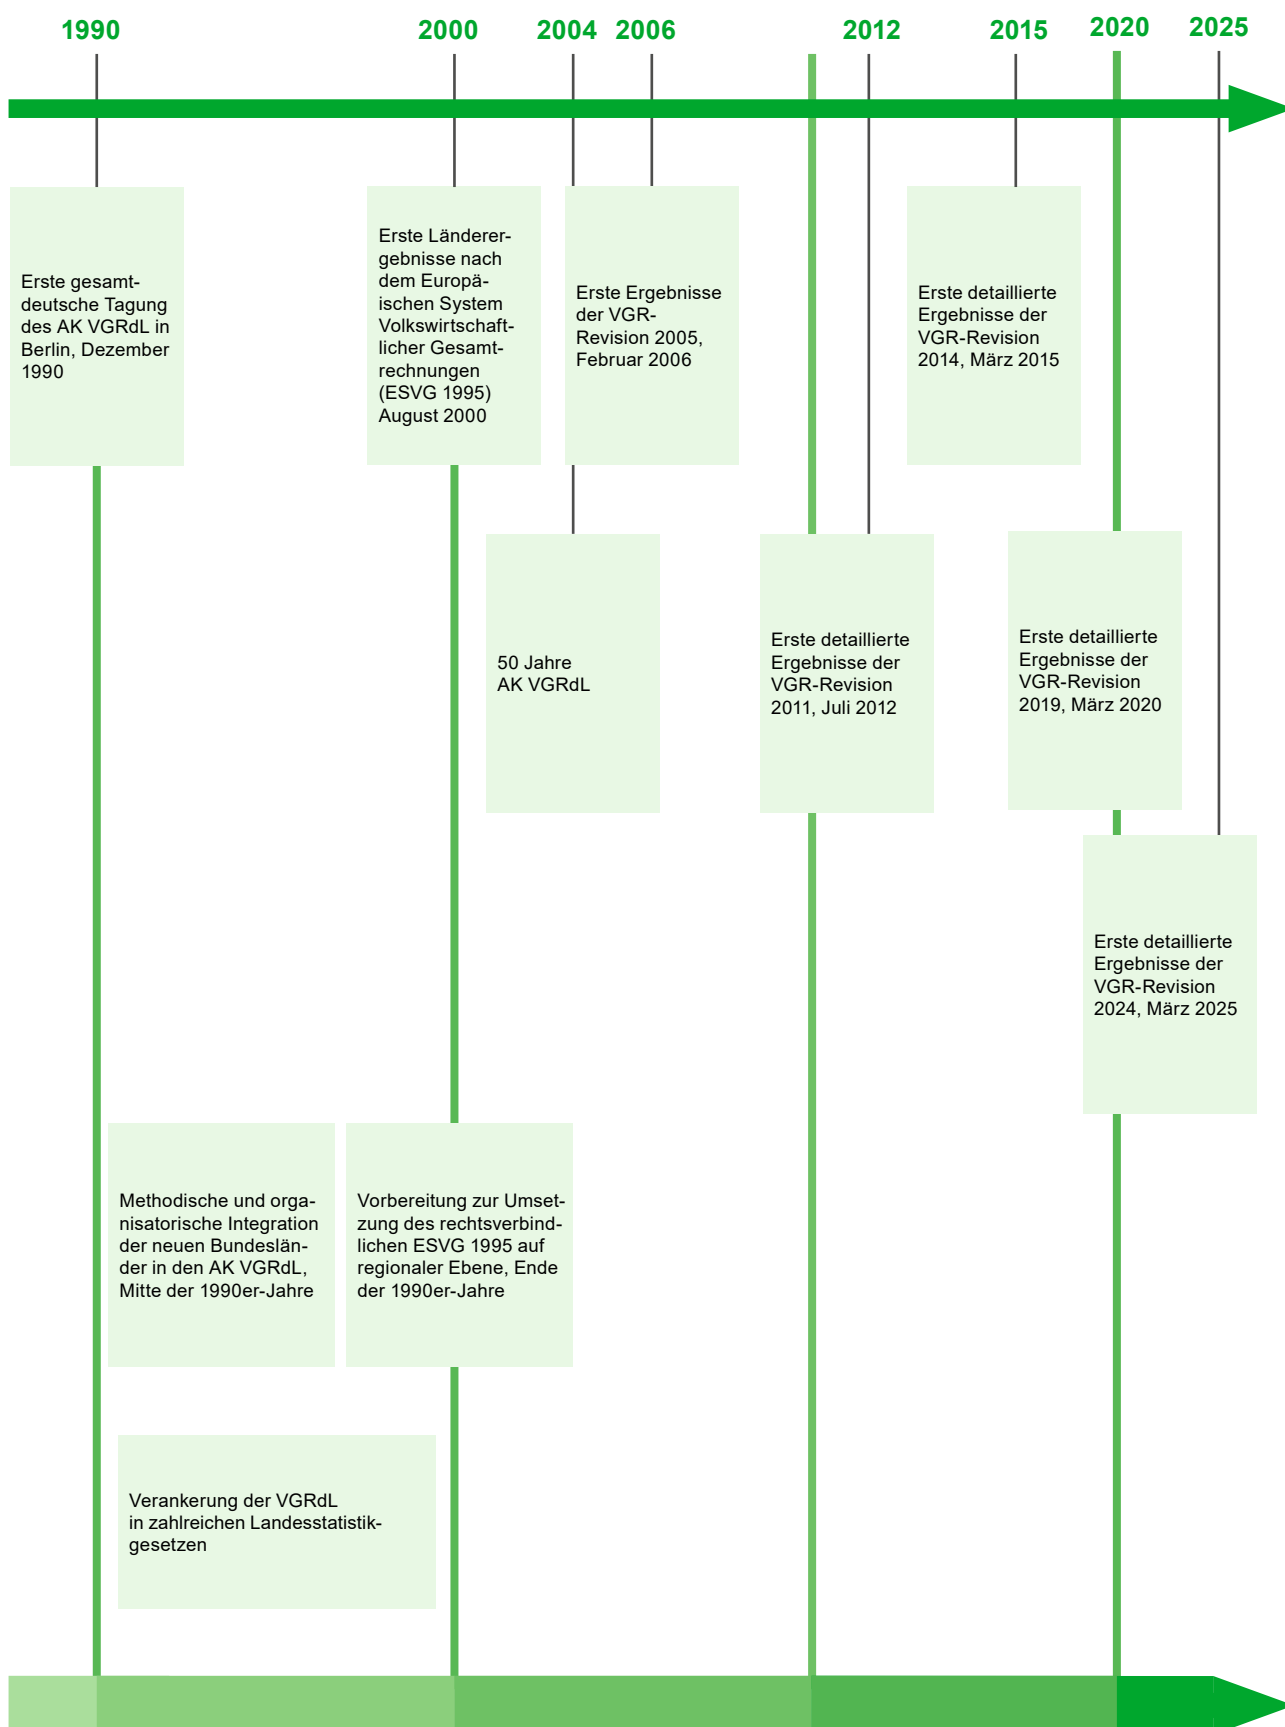 1990
2000
2004
2006
2012
2015
2020
2025
Erste gesamt-
deutsche Tagung
des AK VGRdL in
Berlin, Dezember
1990
Erste Länderer-
gebnisse nach
dem Europä-
ischen System
Volkswirtschaft-
licher Gesamt-
rechnungen
(ESVG 1995)
August 2000
Erste Ergebnisse
der VGR-
Revision 2005,
Februar 2006
Erste detaillierte
Ergebnisse der
VGR-Revision
2014, März 2015
50 Jahre
AK VGRdL
Erste detaillierte
Ergebnisse der
VGR-Revision
2011, Juli 2012
Erste detaillierte
Ergebnisse der
VGR-Revision
2019, März 2020
Erste detaillierte
Ergebnisse der
VGR-Revision
2024, März 2025
Methodische und orga-
nisatorische Integration
der neuen Bundeslän-
der in den AK VGRdL,
Mitte der 1990er-Jahre
Vorbereitung zur Umset-
zung des rechtsverbind-
lichen ESVG 1995 auf
regionaler Ebene, Ende
der 1990er-Jahre
Verankerung der VGRdL
in zahlreichen Landesstatistik-
gesetzen